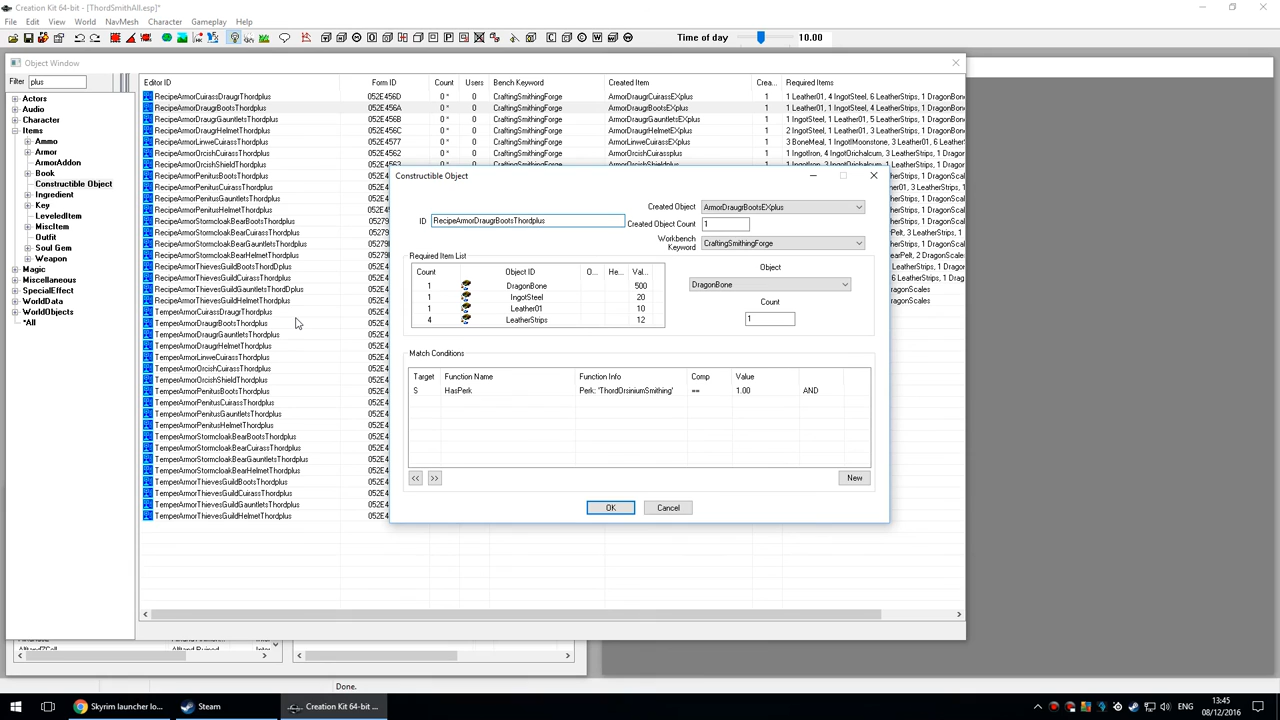 Creation Kit 64-bit - [ThordSmithAll.esp]*
File Edit View World NavMesh Character Gameplay Help
Time of day 10.00
Object Window
Filter plus
Editor ID Form ID Count Users Bench Keyword Created Item Crea... Required Items
Actors
Audio
Character
Items
Ammo
Armor
ArmorAddon
Book
Constructible Object
Ingredient
Key
LeveledItem
MiscItem
Outfit
Soul Gem
Weapon
Magic
Miscellaneous
SpecialEffect
WorldData
WorldObjects
*All
RecipeArmorCuirassDraugrThordplus 052E456D 0 * 0 CraftingSmithingForge ArmorDraugrCuirassEXplus 1 1 Leather01, 4 IngotSteel, 6 LeatherStrips, 1 DragonBone
RecipeArmorDraugrBootsThordplus 052E456A 0 * 0 CraftingSmithingForge ArmorDraugrBootsEXplus 1 1 Leather01, 1 IngotSteel, 4 LeatherStrips, 1 DragonBone
RecipeArmorDraugrGauntletsThordplus 052E456B 0 * 0 CraftingSmithingForge ArmorDraugrGauntletsEXplus 1 1 IngotSteel, 1 Leather01, 5 LeatherStrips, 1 DragonBone
RecipeArmorDraugrHelmetThordplus 052E456C 0 * 0 CraftingSmithingForge ArmorDraugrHelmetEXplus 1 2 IngotSteel, 1 Leather01, 3 LeatherStrips, 1 DragonBone
RecipeArmorLinweCuirassThordplus 052E4577 0 * 0 CraftingSmithingForge ArmorLinweCuirassEXplus 1 3 BoneMeal, 1 IngotMoonstone, 3 Leather01, 6 Leather
RecipeArmorOrcishCuirassThordplus 052E4562 0 * 0 CraftingSmithingForge ArmorOrcishCuirassplus 1 1 IngotIron, 4 IngotOrichalcum, 3 LeatherStrips, 1 Dragon
RecipeArmorOrcishShieldThordplus
RecipeArmorPenitusBootsThordplus
RecipeArmorPenitusCuirassThordplus
RecipeArmorPenitusGauntletsThordplus
RecipeArmorPenitusHelmetThordplus
RecipeArmorStormcloakBearBootsThordplus
RecipeArmorStormcloakBearCuirassThordplus
RecipeArmorStormcloakBearGauntletsThordplus
RecipeArmorStormcloakBearHelmetThordplus
RecipeArmorThievesGuildBootsThordDplus
RecipeArmorThievesGuildCuirassThordplus
RecipeArmorThievesGuildGauntletThordDplus
RecipeArmorThievesGuildHelmetThordplus
TemperArmorCuirassDraugrThordplus
TemperArmorDraugrBootsThordplus
TemperArmorDraugrGauntletsThordplus
TemperArmorDraugrHelmetThordplus
TemperArmorLinweCuirassThordplus
TemperArmorOrcishCuirassThordplus
TemperArmorOrcishShieldThordplus
TemperArmorPenitusBootsThordplus
TemperArmorPenitusCuirassThordplus
TemperArmorPenitusGauntletsThordplus
TemperArmorPenitusHelmetThordplus
TemperArmorStormcloakBearBootsThordplus
TemperArmorStormcloakBearCuirassThordplus
TemperArmorStormcloakBearGauntletsThordplus
TemperArmorStormcloakBearHelmetThordplus
TemperArmorThievesGuildBootsThordplus
TemperArmorThievesGuildCuirassThordplus
TemperArmorThievesGuildGauntletsThordplus
TemperArmorThievesGuildHelmetThordplus
Constructible Object
ID RecipeArmorDraugrBootsThordplus
Created Object ArmorDraugrBootsEXplus
Created Object Count 1
Workbench Keyword CraftingSmithingForge
Required Item List
Count Object ID O... He... Val...
1 DragonBone 500
1 IngotSteel 20
1 Leather01 10
4 LeatherStrips 12
Object
DragonBone
Count
1
Match Conditions
Target Function Name Function Info Comp Value
S HasPerk Perk: 'ThordOrsiniumSmithing' == 1.00 AND
<< >> New
OK Cancel
Done.
Skyrim launcher lo... Steam Creation Kit 64-bit ...
ENG 13:45
08/12/2016